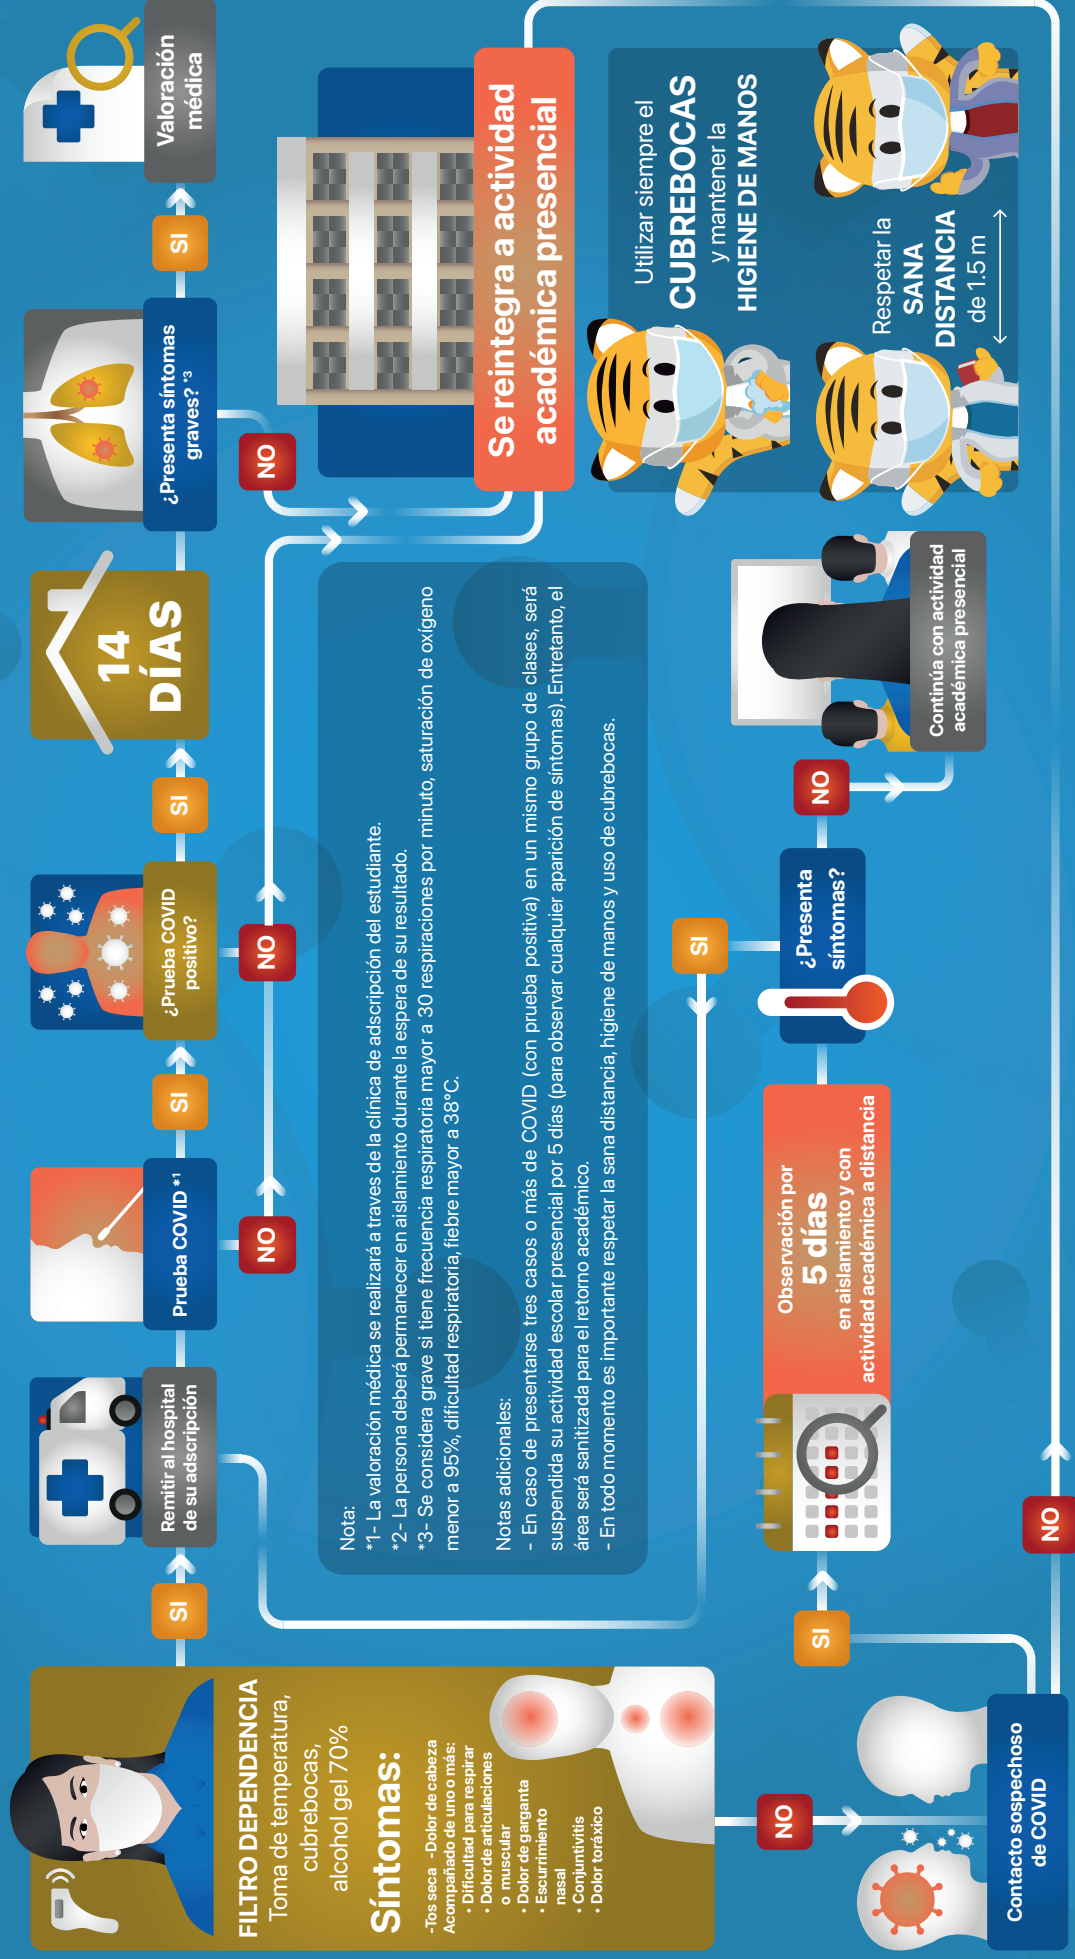 FILTRO DEPENDENCIA
Toma de temperatura,
cubrebocas,
alcohol gel 70%
Síntomas:
-Tos seca -Dolor de cabeza
Acompañado de uno o más:
• Dificultad para respirar
• Dolor de articulaciones
o muscular
• Dolor de garganta
• Escurrimiento
nasal
• Conjuntivitis
• Dolor toráxico
SI
Remitir al hospital
de su adscripción
Prueba COVID *1
SI
NO
¿Prueba COVID
positivo?
SI
NO
14
DÍAS
¿Presenta síntomas
graves? *3
SI
NO
Valoración
médica
Se reintegra a actividad
académica presencial
Nota:
*1- La valoración médica se realizará a traves de la clínica de adscripción del estudiante.
*2- La persona deberá permanecer en aislamiento durante la espera de su resultado.
*3- Se considera grave si tiene frecuencia respiratoria mayor a 30 respiraciones por minuto, saturación de oxígeno
menor a 95%, dificultad respiratoria, fiebre mayor a 38°C.
Notas adicionales:
- En caso de presentarse tres casos o más de COVID (con prueba positiva) en un mismo grupo de clases, será
suspendida su actividad escolar presencial por 5 días (para observar cualquier aparición de síntomas). Entretanto, el
área será sanitizada para el retorno académico.
- En todo momento es importante respetar la sana distancia, higiene de manos y uso de cubrebocas.
Utilizar siempre el
CUBREBOCAS
y mantener la
HIGIENE DE MANOS
Respetar la
SANA
DISTANCIA
de 1.5 m
NO
Contacto sospechoso
de COVID
SI
NO
Observación por
5 días
en aislamiento y con
actividad académica a distancia
¿Presenta
síntomas?
SI
NO
Continúa con actividad
académica presencial